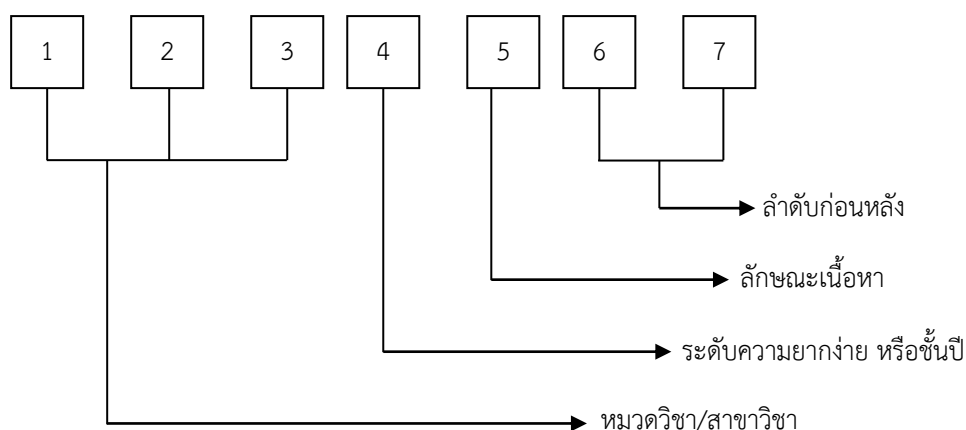 1 2 3 4 5 6 7
ลำดับก่อนหลัง
ลักษณะเนื้อหา
ระดับความยากง่าย หรือชั้นปี
หมวดวิชา/สาขาวิชา